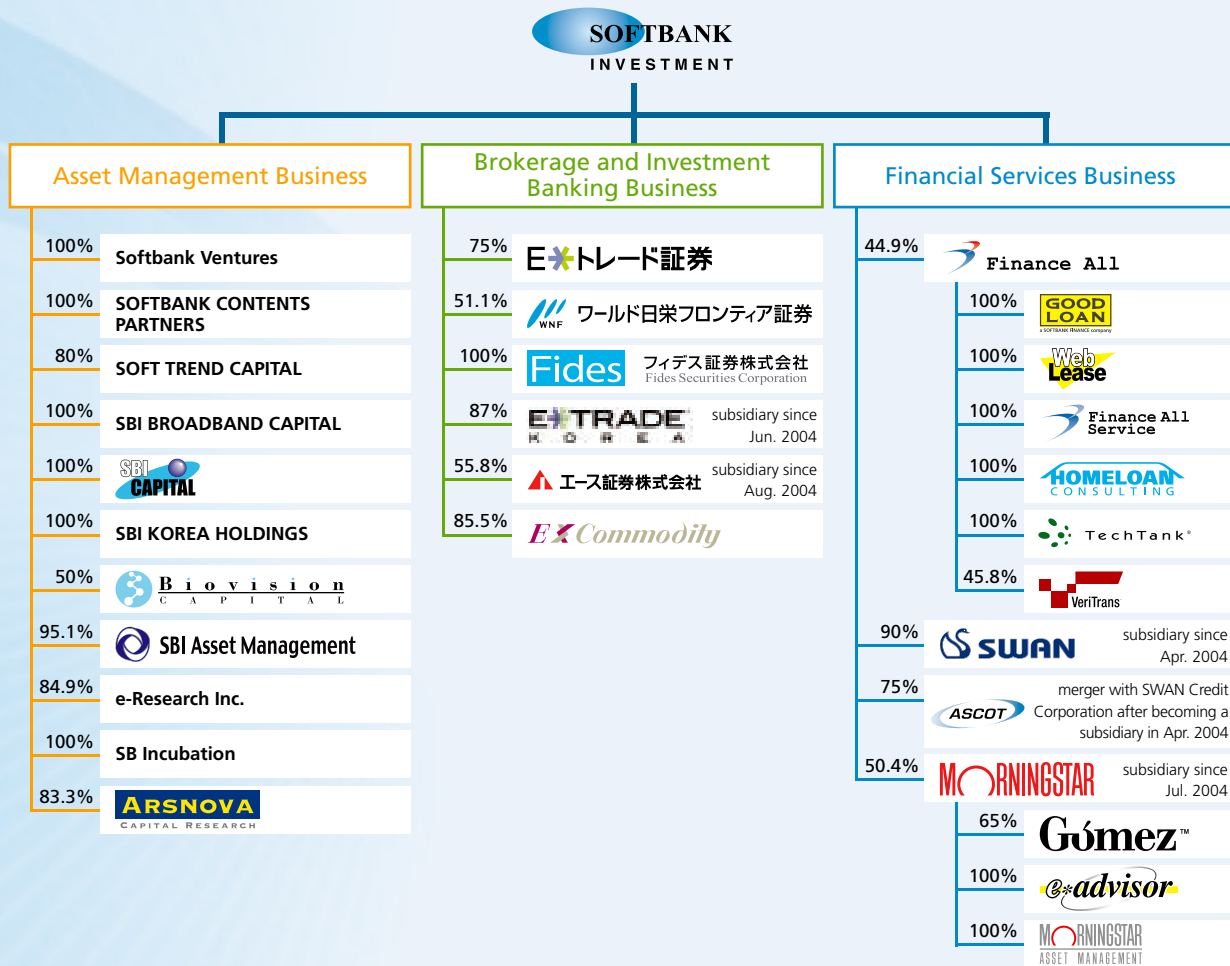 SOFTBANK
INVESTMENT
Asset Management Business
100%
Softbank Ventures
100%
SOFTBANK CONTENTS
PARTNERS
80%
SOFT TREND CAPITAL
100%
SBI BROADBAND CAPITAL
100%
SBI
CAPITAL
100%
SBI KOREA HOLDINGS
50%
Biovision
CAPITAL
95.1%
SBI Asset Management
84.9%
e-Research Inc.
100%
SB Incubation
83.3%
ARSNOVA
CAPITAL RESEARCH
Brokerage and Investment
Banking Business
75%
E*トレード証券
51.1%
WNF ワールド日栄フロンティア証券
100%
Fides フィデス証券株式会社
Fides Securities Corporation
87%
E*TRADE
KOREA
subsidiary since
Jun. 2004
55.8%
エース証券株式会社
subsidiary since
Aug. 2004
85.5%
EXCommodity
Financial Services Business
44.9%
Finance All
100%
GOOD
LOAN
a SOFTBANK FINANCE company
100%
Web
Lease
100%
Finance All
Service
100%
HOMELOAN
CONSULTING
100%
TechTank®
45.8%
VeriTrans
90%
SWAN
subsidiary since
Apr. 2004
75%
ASCOT
merger with SWAN Credit
Corporation after becoming a
subsidiary in Apr. 2004
50.4%
MORNINGSTAR
subsidiary since
Jul. 2004
65%
Gómez™
100%
e*advisor
100%
MORNINGSTAR
ASSET MANAGEMENT